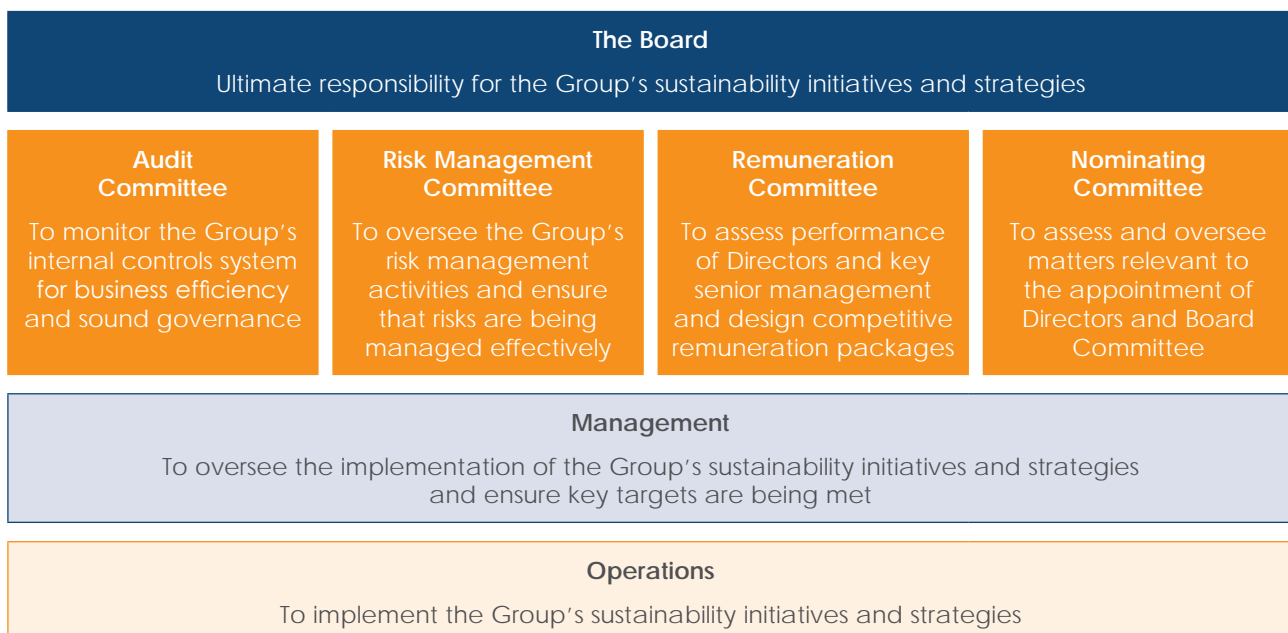 The Board
Ultimate responsibility for the Group's sustainability initiatives and strategies
Audit
Committee
To monitor the Group's
internal controls system
for business efficiency
and sound governance
Risk Management
Committee
To oversee the Group's
risk management
activities and ensure
that risks are being
managed effectively
Remuneration
Committee
To assess performance
of Directors and key
senior management
and design competitive
remuneration packages
Nominating
Committee
To assess and oversee
matters relevant to
the appointment of
Directors and Board
Committee
Management
To oversee the implementation of the Group's sustainability initiatives and strategies
and ensure key targets are being met
Operations
To implement the Group's sustainability initiatives and strategies